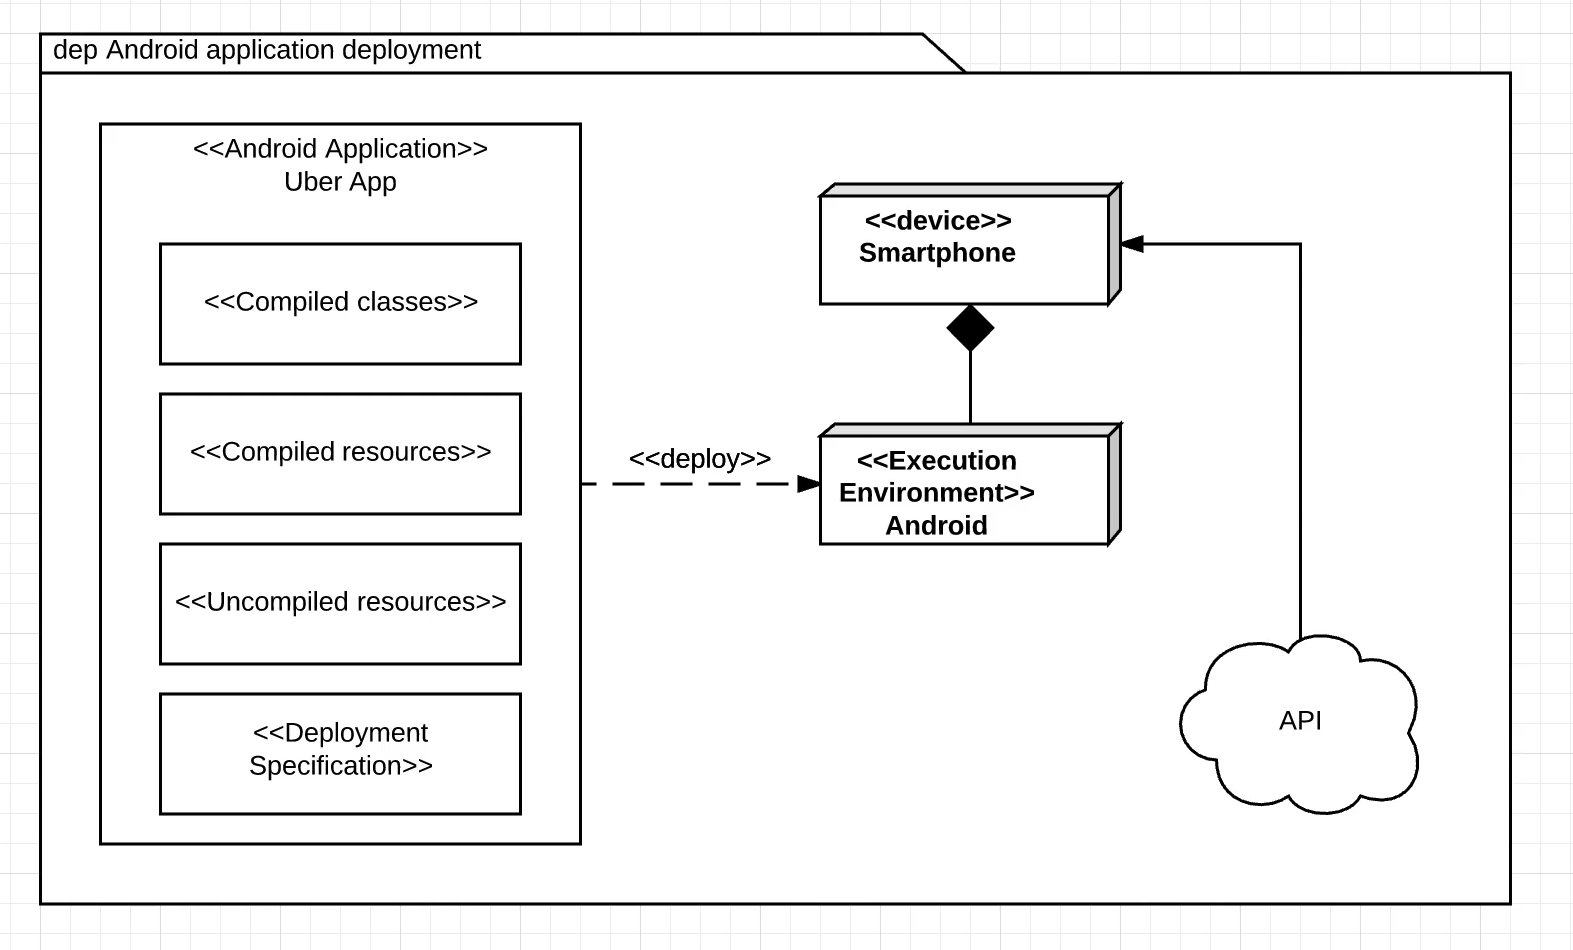 dep Android application deployment
<<Android Application>>
Uber App
<<Compiled classes>>
<<Compiled resources>>
<<Uncompiled resources>>
<<Deployment
Specification>>
<<deploy>>
<<device>>
Smartphone
<<Execution
Environment>>
Android
API